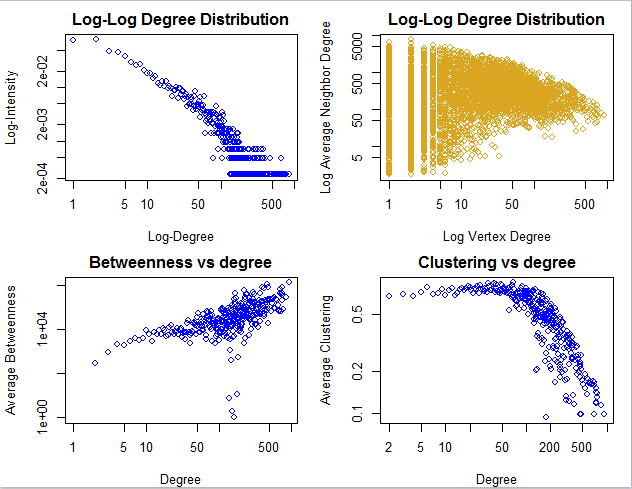 Log-Log Degree Distribution
Log-Intensity
2e-02
2e-03
2e-04
1 5 10 50 500
Log-Degree
Log-Log Degree Distribution
Log Average Neighbor Degree
5000
500
50
5
1 5 10 50 500
Log Vertex Degree
Betweenness vs degree
Average Betweenness
1e+04
1e+00
1 5 10 50 500
Degree
Clustering vs degree
Average Clustering
0.5
0.2
0.1
2 5 10 50 200 500
Degree